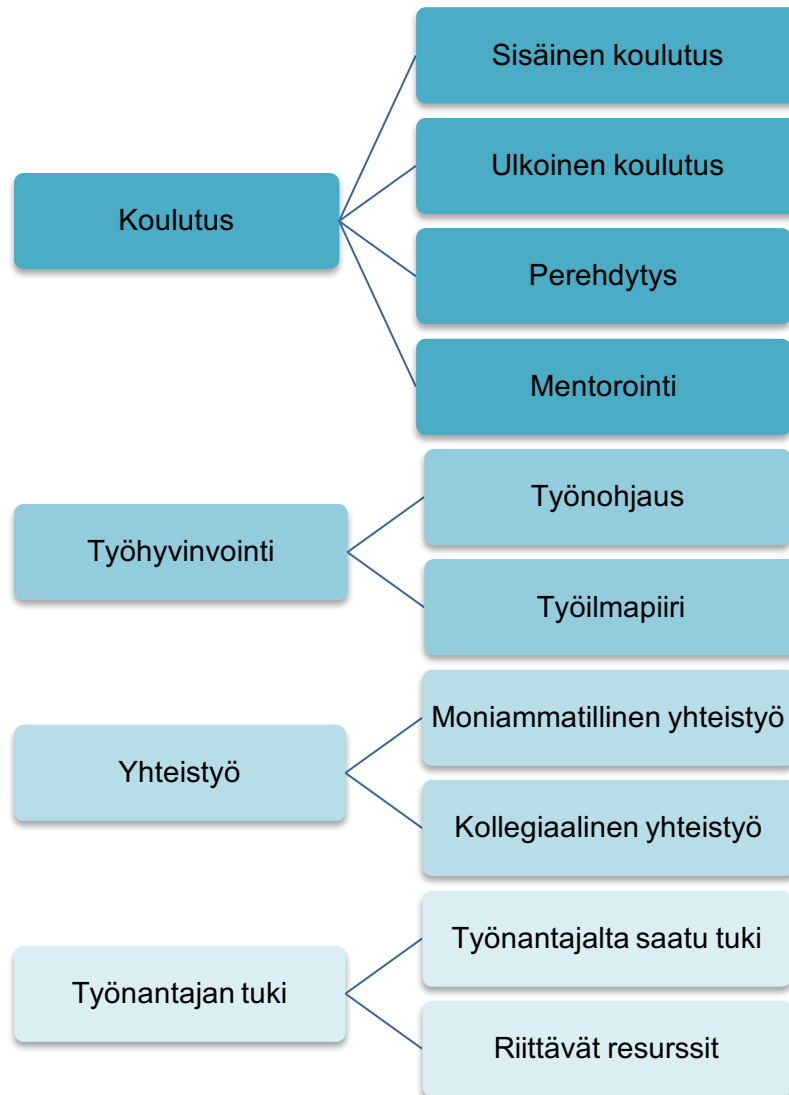 Koulutus
Sisäinen koulutus
Ulkoinen koulutus
Perehdytys
Mentorointi
Työhyvinvointi
Työnohjaus
Työilmapiiri
Yhteistyö
Moniammatillinen yhteistyö
Kollegiaalinen yhteistyö
Työnantajan tuki
Työnantajalta saatu tuki
Riittävät resurssit